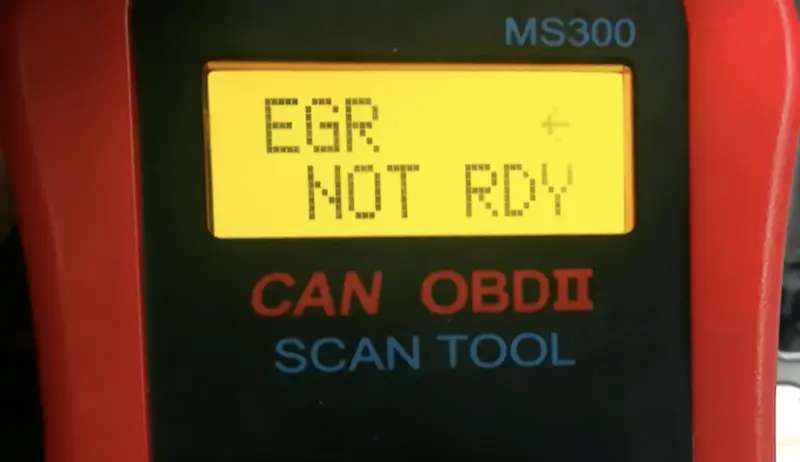 MS300
EGR ←
NOT RDY
CAN OBDII
SCAN TOOL